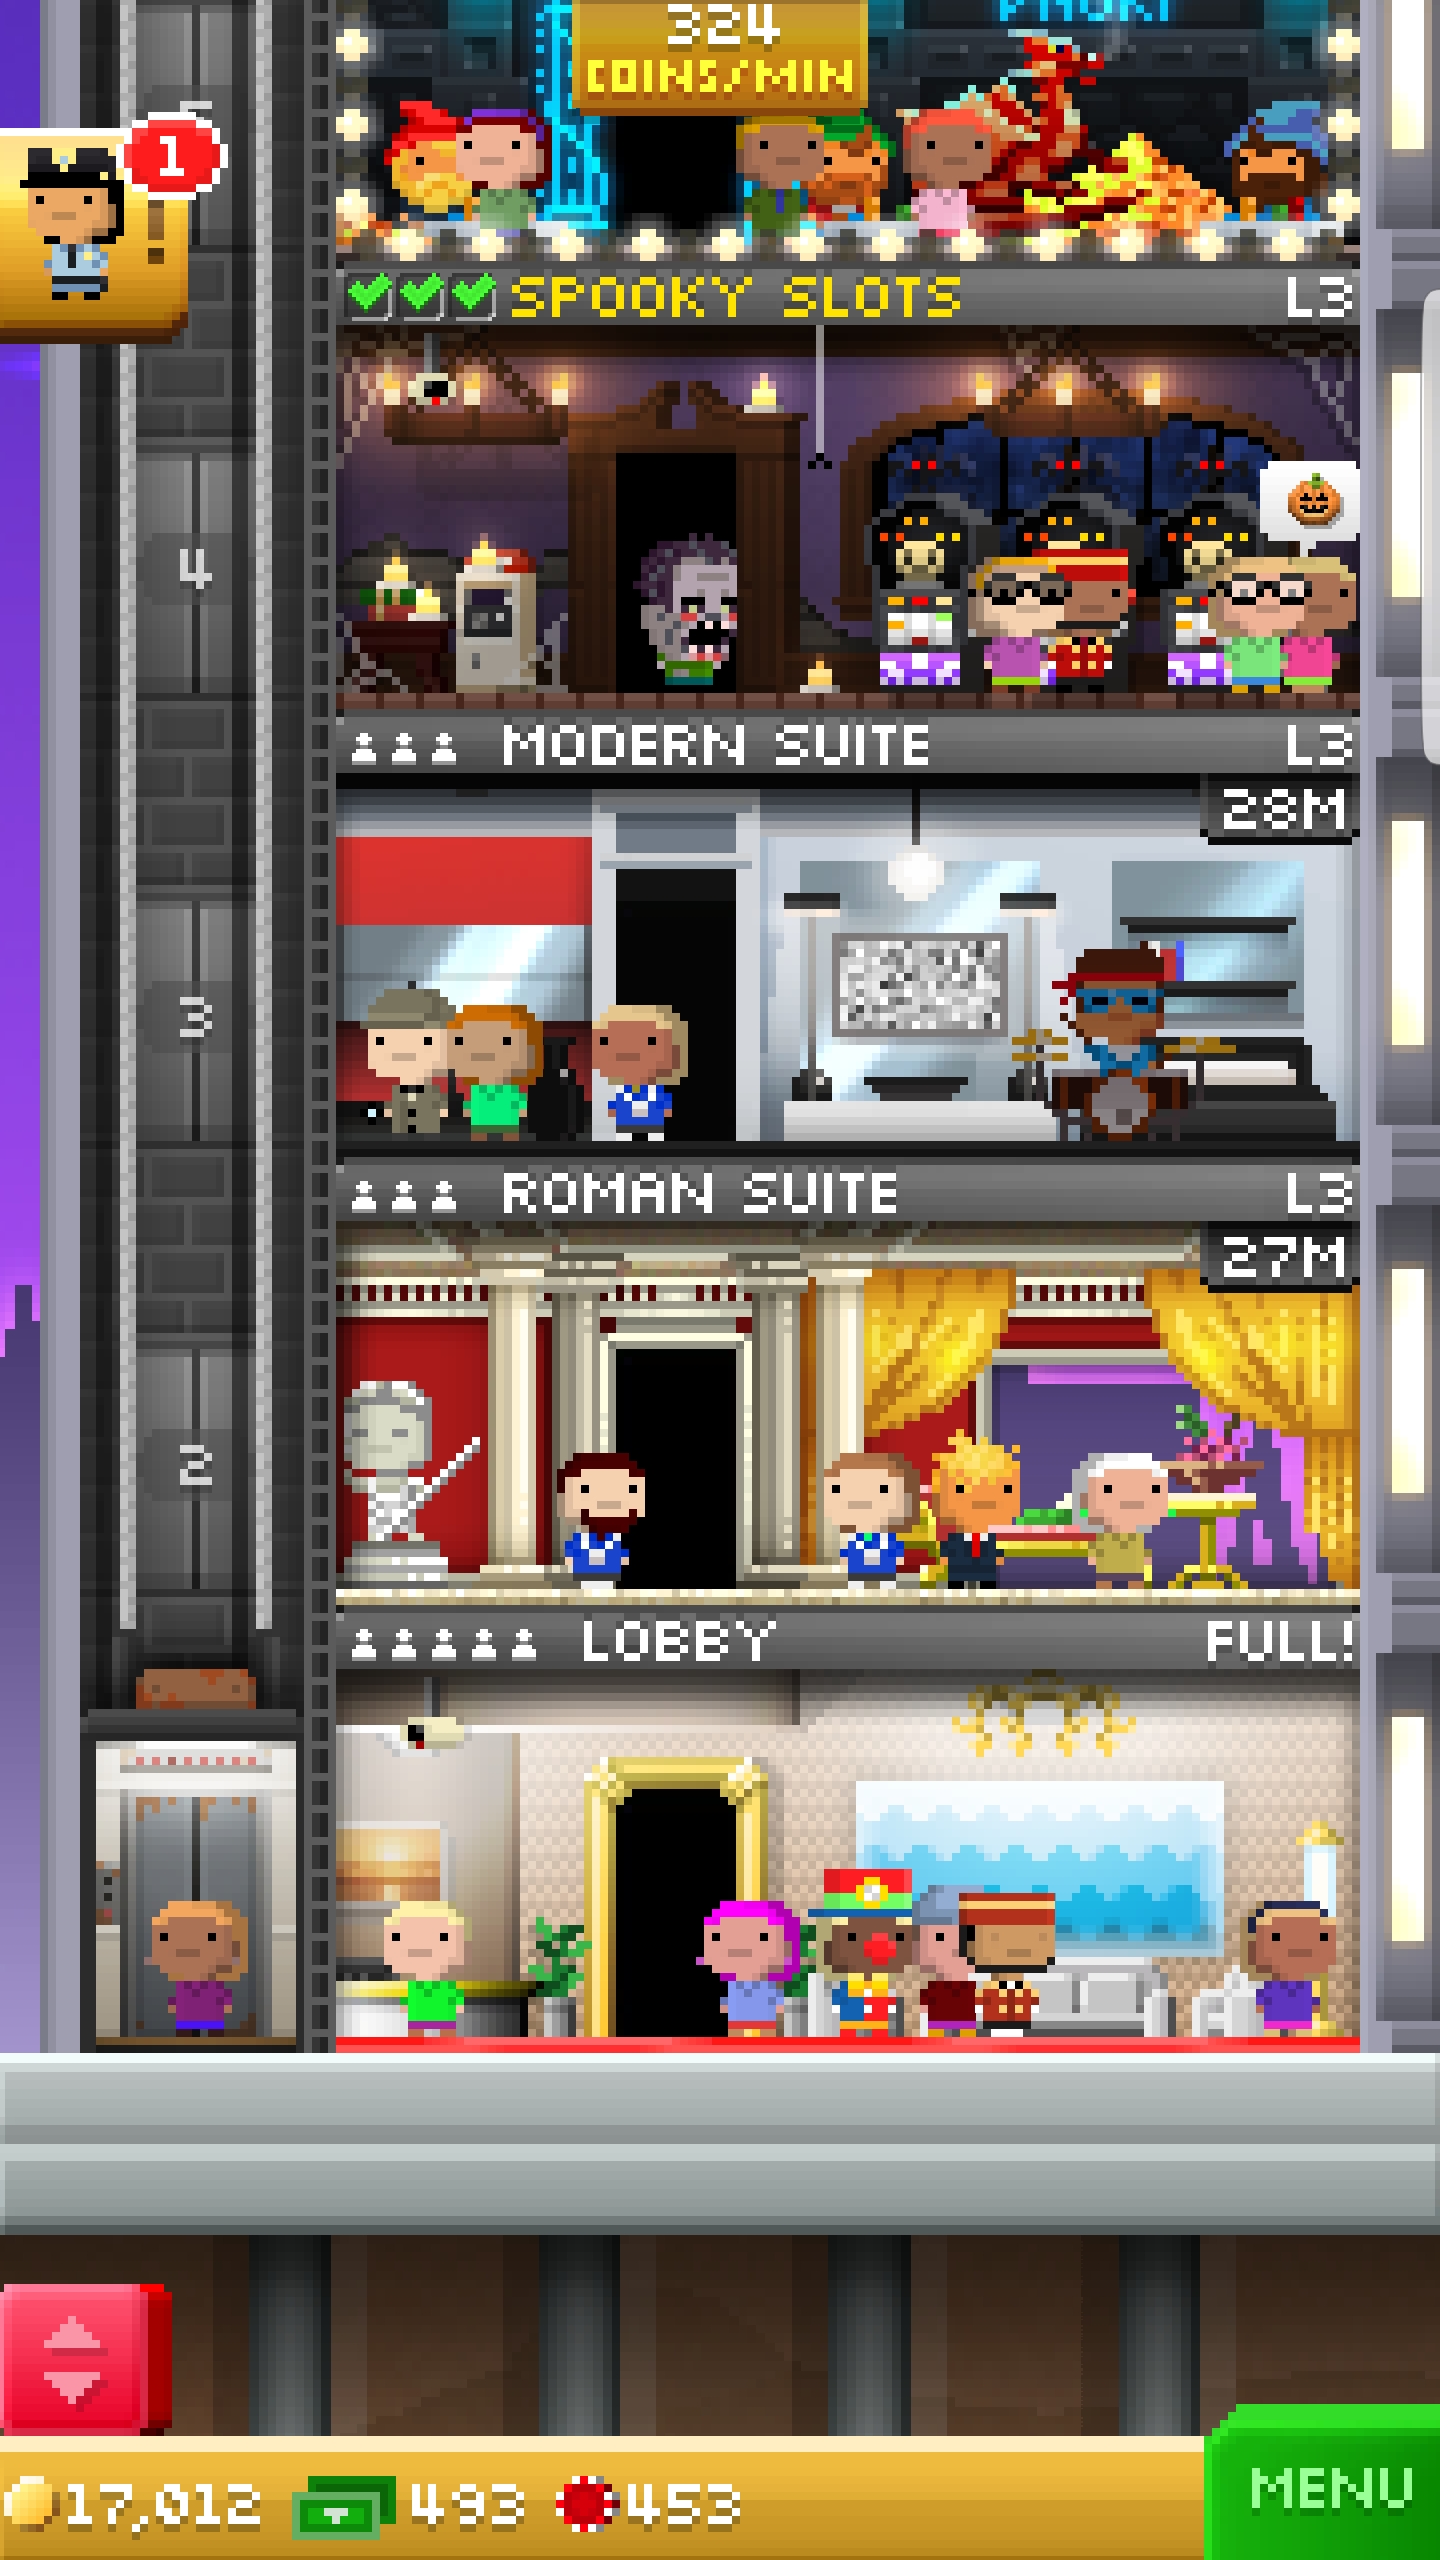 324
COINS/MIN
1
SPOOKY SLOTS L3
4
MODERN SUITE L3
28M
3
ROMAN SUITE L3
27M
2
LOBBY FULL!
17,012 493 453
MENU